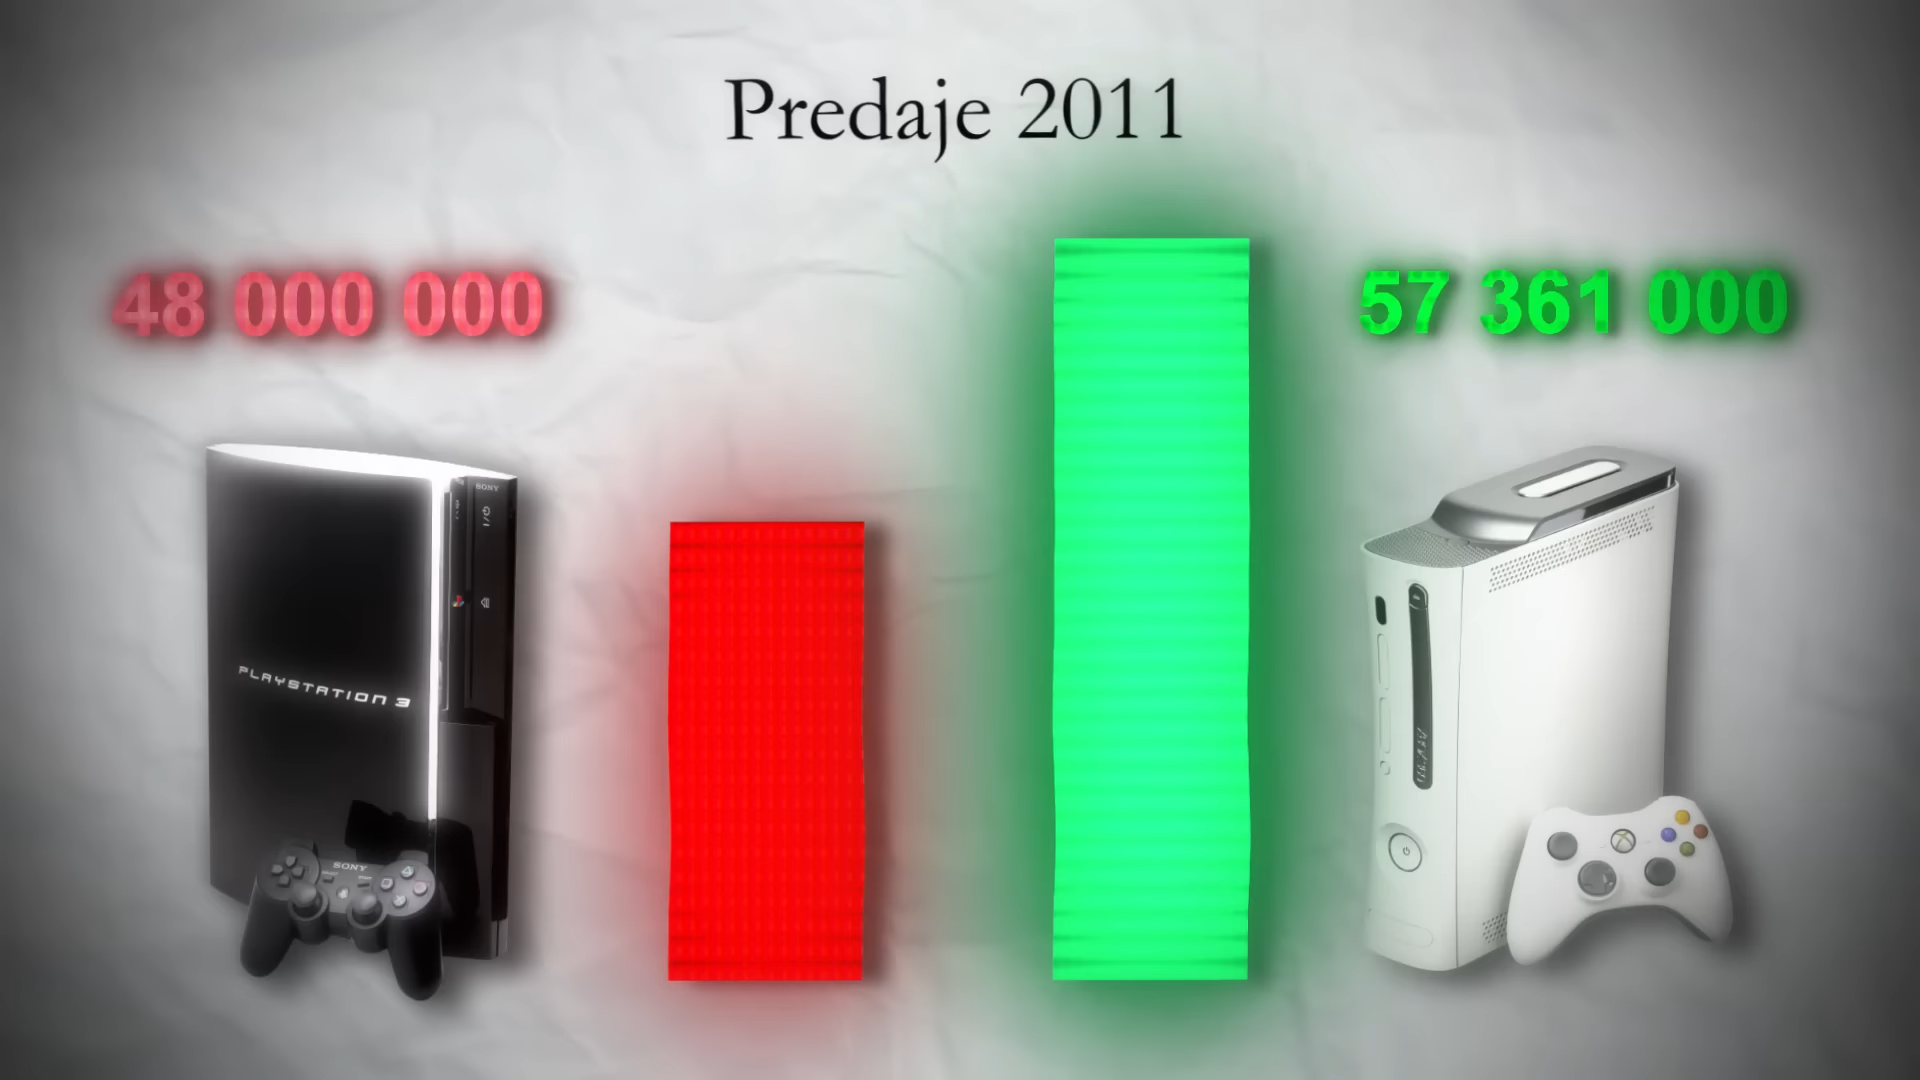 Predaje 2011
48 000 000
57 361 000
SONY
PLAYSTATION 3
SONY